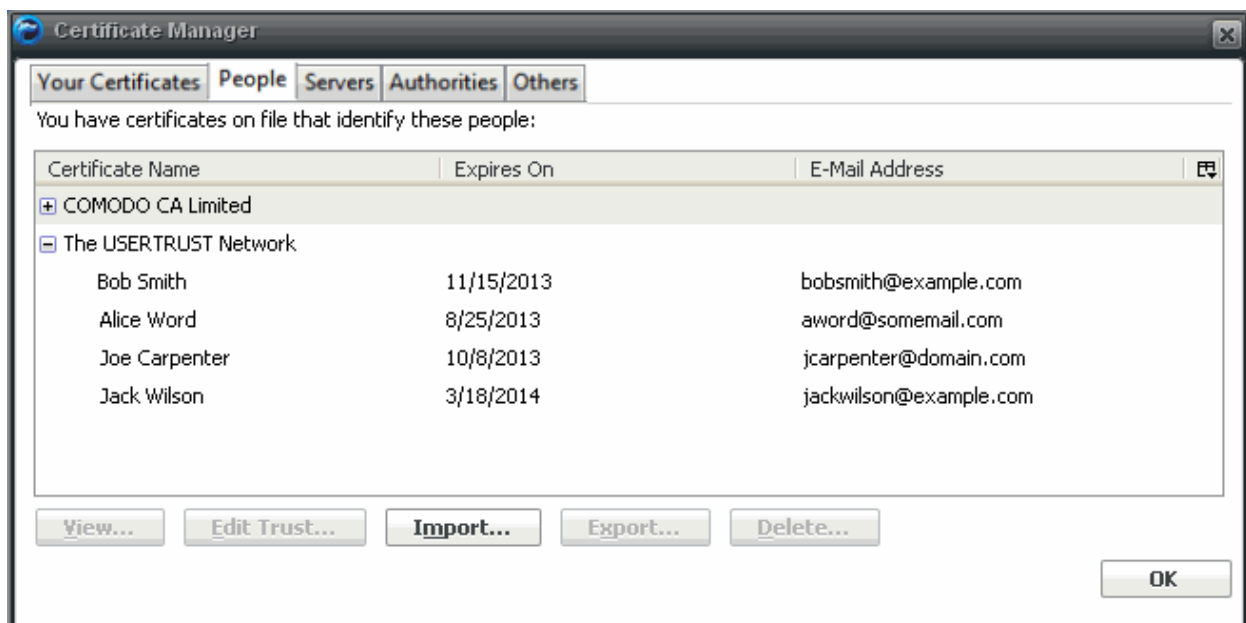 Certificate Manager
Your Certificates People Servers Authorities Others
You have certificates on file that identify these people:
Certificate Name Expires On E-Mail Address
COMODO CA Limited
The USERTRUST Network
Bob Smith 11/15/2013 bobsmith@example.com
Alice Word 8/25/2013 aword@somemail.com
Joe Carpenter 10/8/2013 jcarpenter@domain.com
Jack Wilson 3/18/2014 jackwilson@example.com
View... Edit Trust... Import... Export... Delete...
OK